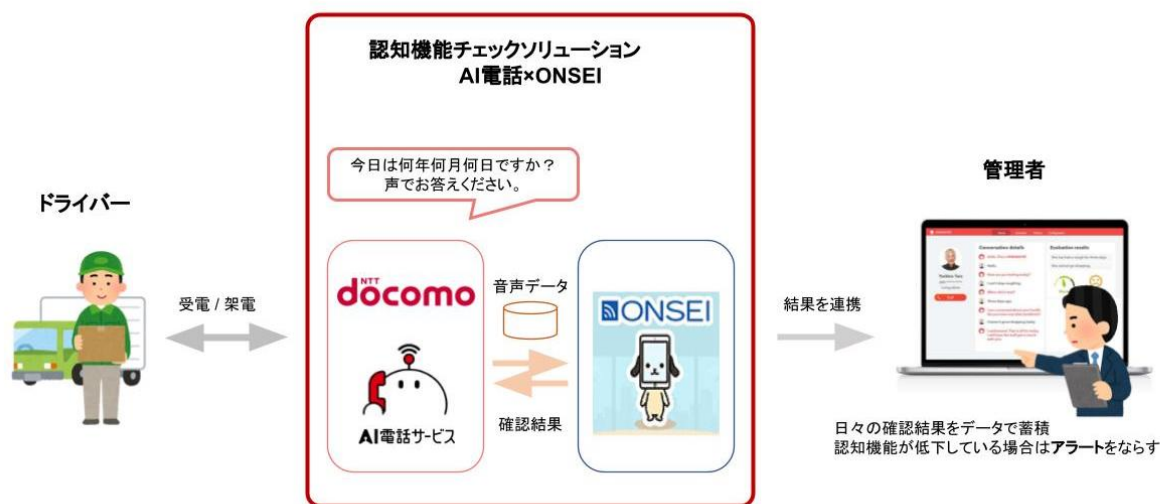 認知機能チェックソリューション
AI電話×ONSEI
今日は何年何月何日ですか？
声でお答えください。
ドライバー
受電 / 架電
NTT
docomo
AI電話サービス
音声データ
確認結果
ONSEI
結果を連携
管理者
Conversation details
Evaluation results
日々の確認結果をデータで蓄積
認知機能が低下している場合はアラートをならす